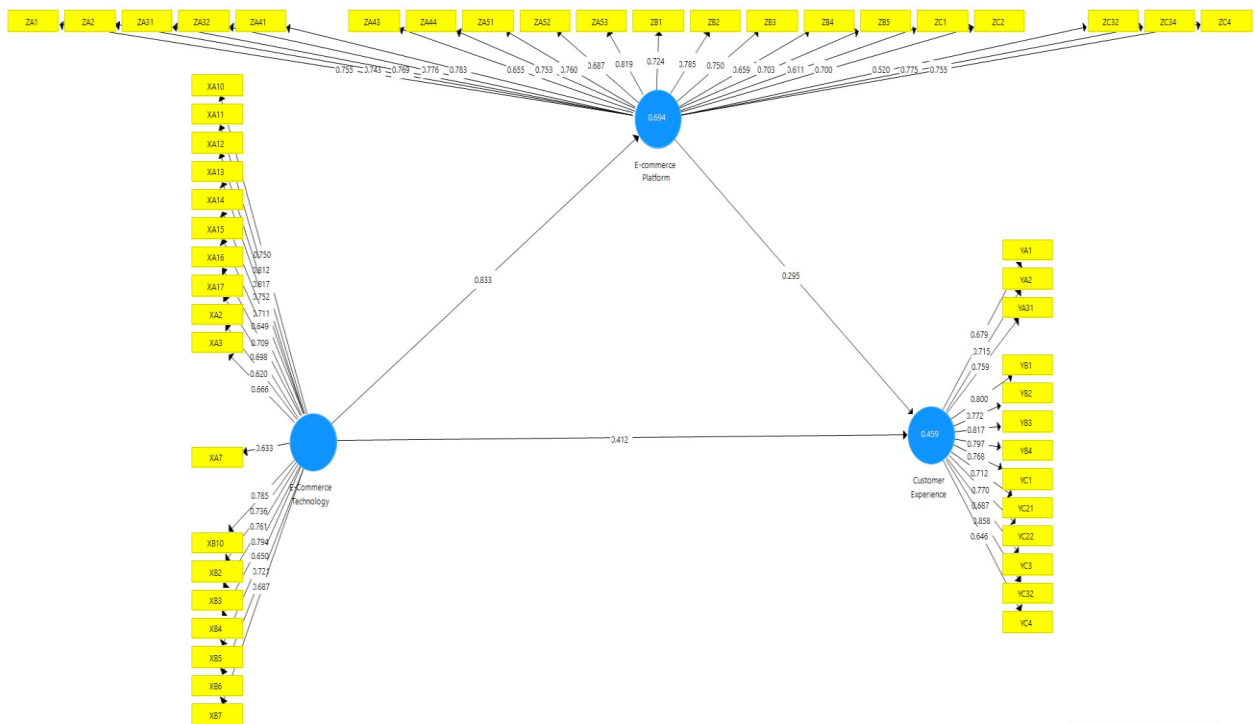 ZA1 ZA2 ZA31 ZA32 ZA41 ZA43 ZA44 ZA51 ZA52 ZA53 ZB1 ZB2 ZB3 ZB4 ZB5 ZC1 ZC2 ZC32 ZC34 ZC4
0.755 0.743 0.769 0.776 0.783 0.655 0.753 0.760 0.687 0.819 0.724 0.785 0.750 0.659 0.703 0.611 0.700 0.520 0.775 0.755
XA10
XA11
XA12
XA13
XA14
XA15
XA16
XA17
XA2
XA3
0.750
0.812
0.817
0.752
0.711
0.649
0.709
0.698
0.620
0.666
XA7
0.633
0.785
0.736
0.761
0.794
0.650
0.721
0.687
XB10
XB2
XB3
XB4
XB5
XB6
XB7
E-Commerce
Technology
0.694
E-commerce
Platform
0.833
0.295
0.412
0.459
Customer
Experience
0.679
0.715
0.759
0.800
0.772
0.817
0.797
0.768
0.712
0.770
0.687
0.858
0.646
YA1
YA2
YA31
YB1
YB2
YB3
YB4
YC1
YC21
YC22
YC3
YC32
YC4